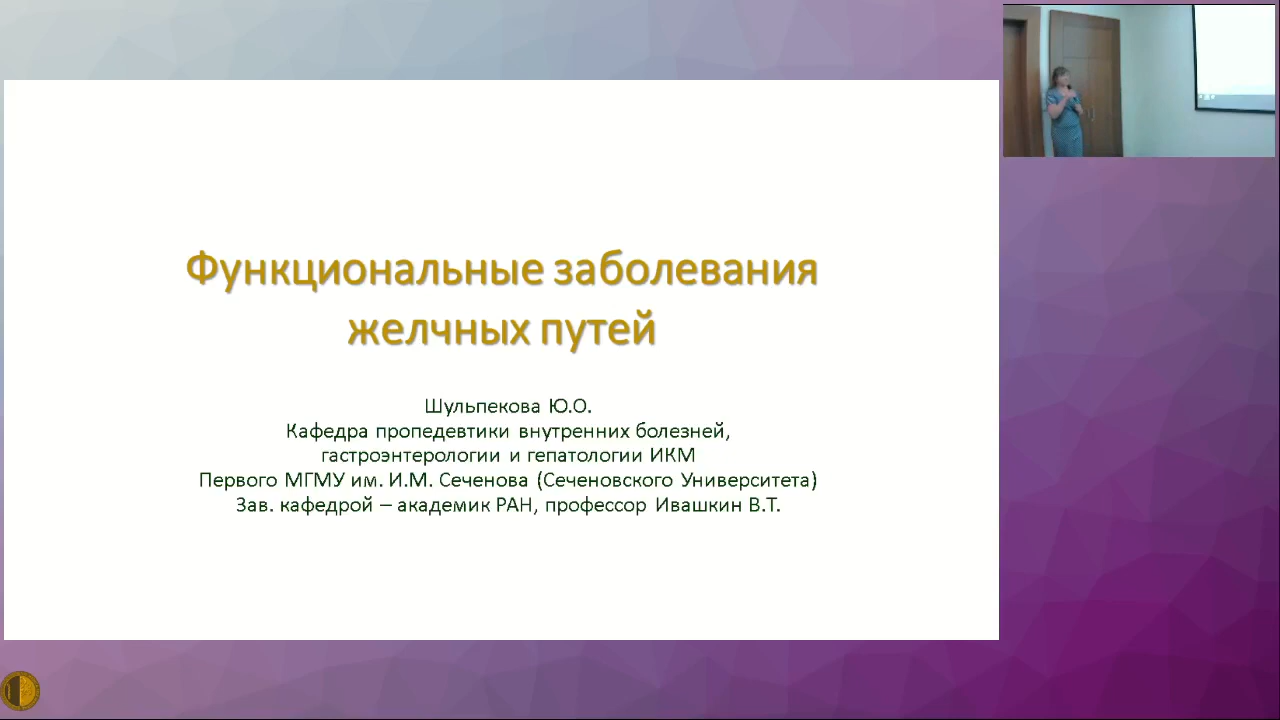 Функциональные заболевания
желчных путей
Шульпекова Ю.О.
Кафедра пропедевтики внутренних болезней,
гастроэнтерологии и гепатологии ИКМ
Первого МГМУ им. И.М. Сеченова (Сеченовского Университета)
Зав. кафедрой – академик РАН, профессор Ивашкин В.Т.